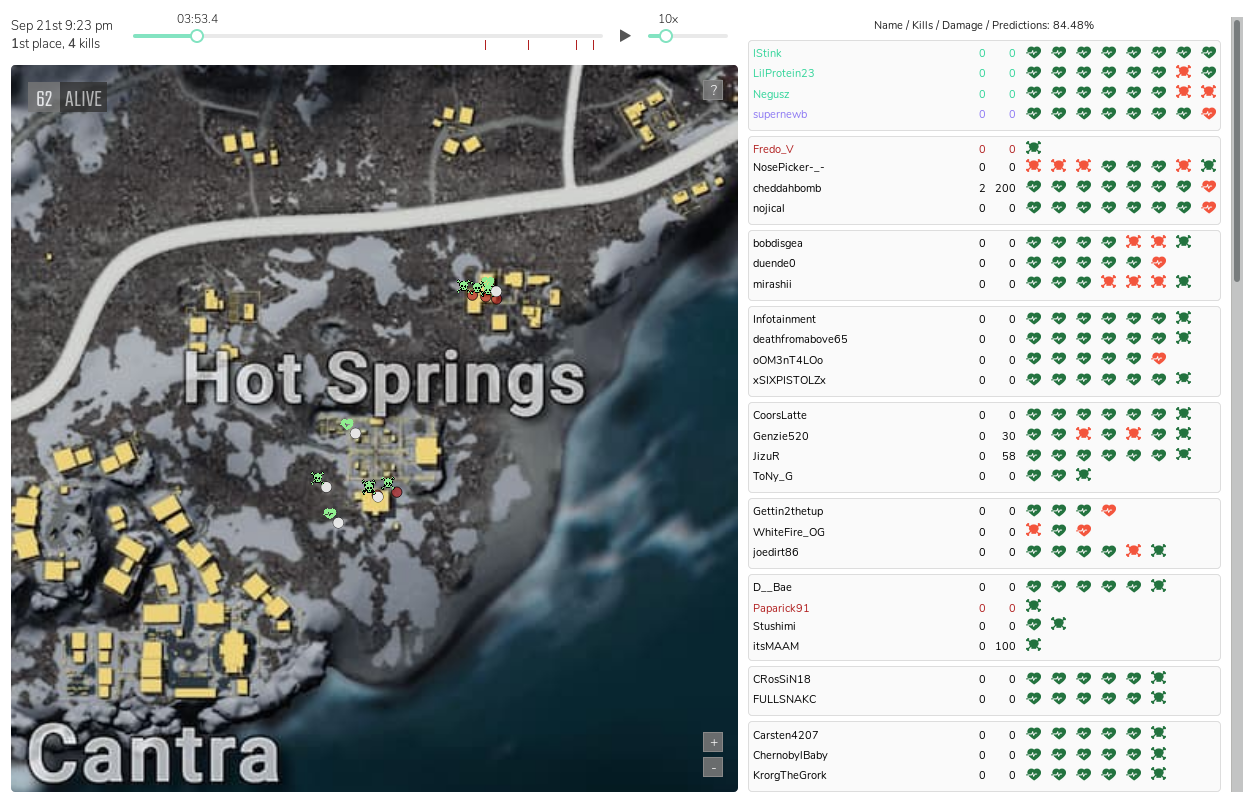 03:53.4
10x
Sep 21st 9:23 pm
1st place, 4 kills
62 ALIVE
?
Hot Springs
Cantra
+
-
Name / Kills / Damage / Predictions: 84.48%
IStink 0 0
LilProtein23 0 0
Negusz 0 0
supernewb 0 0
Fredo_V 0 0
NosePicker-_- 0 0
cheddahbomb 2 200
nojical 0 0
bobdisgea 0 0
duende0 0 0
mirashii 0 0
Infotainment 0 0
deathfromabove65 0 0
oOM3nT4LOo 0 0
xSIXPISTOLZx 0 0
CoorsLatte 0 0
Genzie520 0 30
JizuR 0 58
ToNy_G 0 0
Gettin2thetup 0 0
WhiteFire_OG 0 0
joedirt86 0 0
D__Bae 0 0
Paparick91 0 0
Stushimi 0 0
itsMAAM 0 100
CRosSiN18 0 0
FULLSNAKC 0 0
Carsten4207 0 0
ChernobylBaby 0 0
KrorgTheGrork 0 0